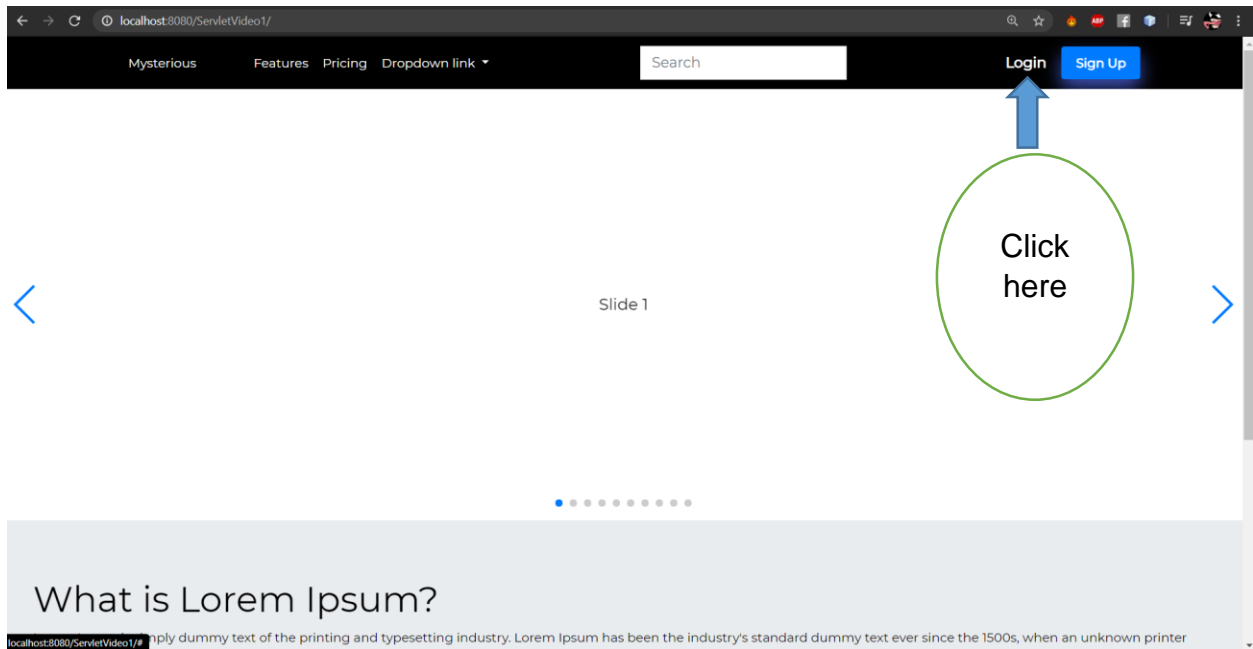 localhost:8080/ServletVideo1/
Mysterious Features Pricing Dropdown link Search Login Sign Up
Click
here
Slide 1
What is Lorem Ipsum?
dummy text of the printing and typesetting industry. Lorem Ipsum has been the industry's standard dummy text ever since the 1500s, when an unknown printer
localhost:8080/ServletVideo1/#